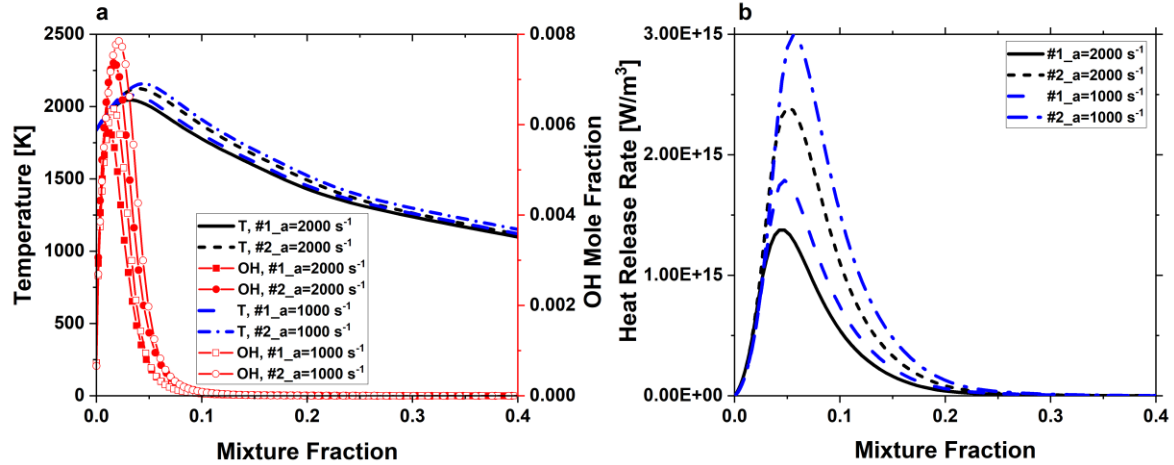 a
Temperature [K]
2500
2000
1500
1000
500
0
0.008
0.006
0.004
0.002
0.000
OH Mole Fraction
T, #1_a=2000 s⁻¹
T, #2_a=2000 s⁻¹
OH, #1_a=2000 s⁻¹
OH, #2_a=2000 s⁻¹
T, #1_a=1000 s⁻¹
T, #2_a=1000 s⁻¹
OH, #1_a=1000 s⁻¹
OH, #2_a=1000 s⁻¹
0.0 0.1 0.2 0.3 0.4
Mixture Fraction
b
Heat Release Rate [W/m³]
3.00E+15
2.00E+15
1.00E+15
0.00E+00
#1_a=2000 s⁻¹
#2_a=2000 s⁻¹
#1_a=1000 s⁻¹
#2_a=1000 s⁻¹
0.0 0.1 0.2 0.3 0.4
Mixture Fraction